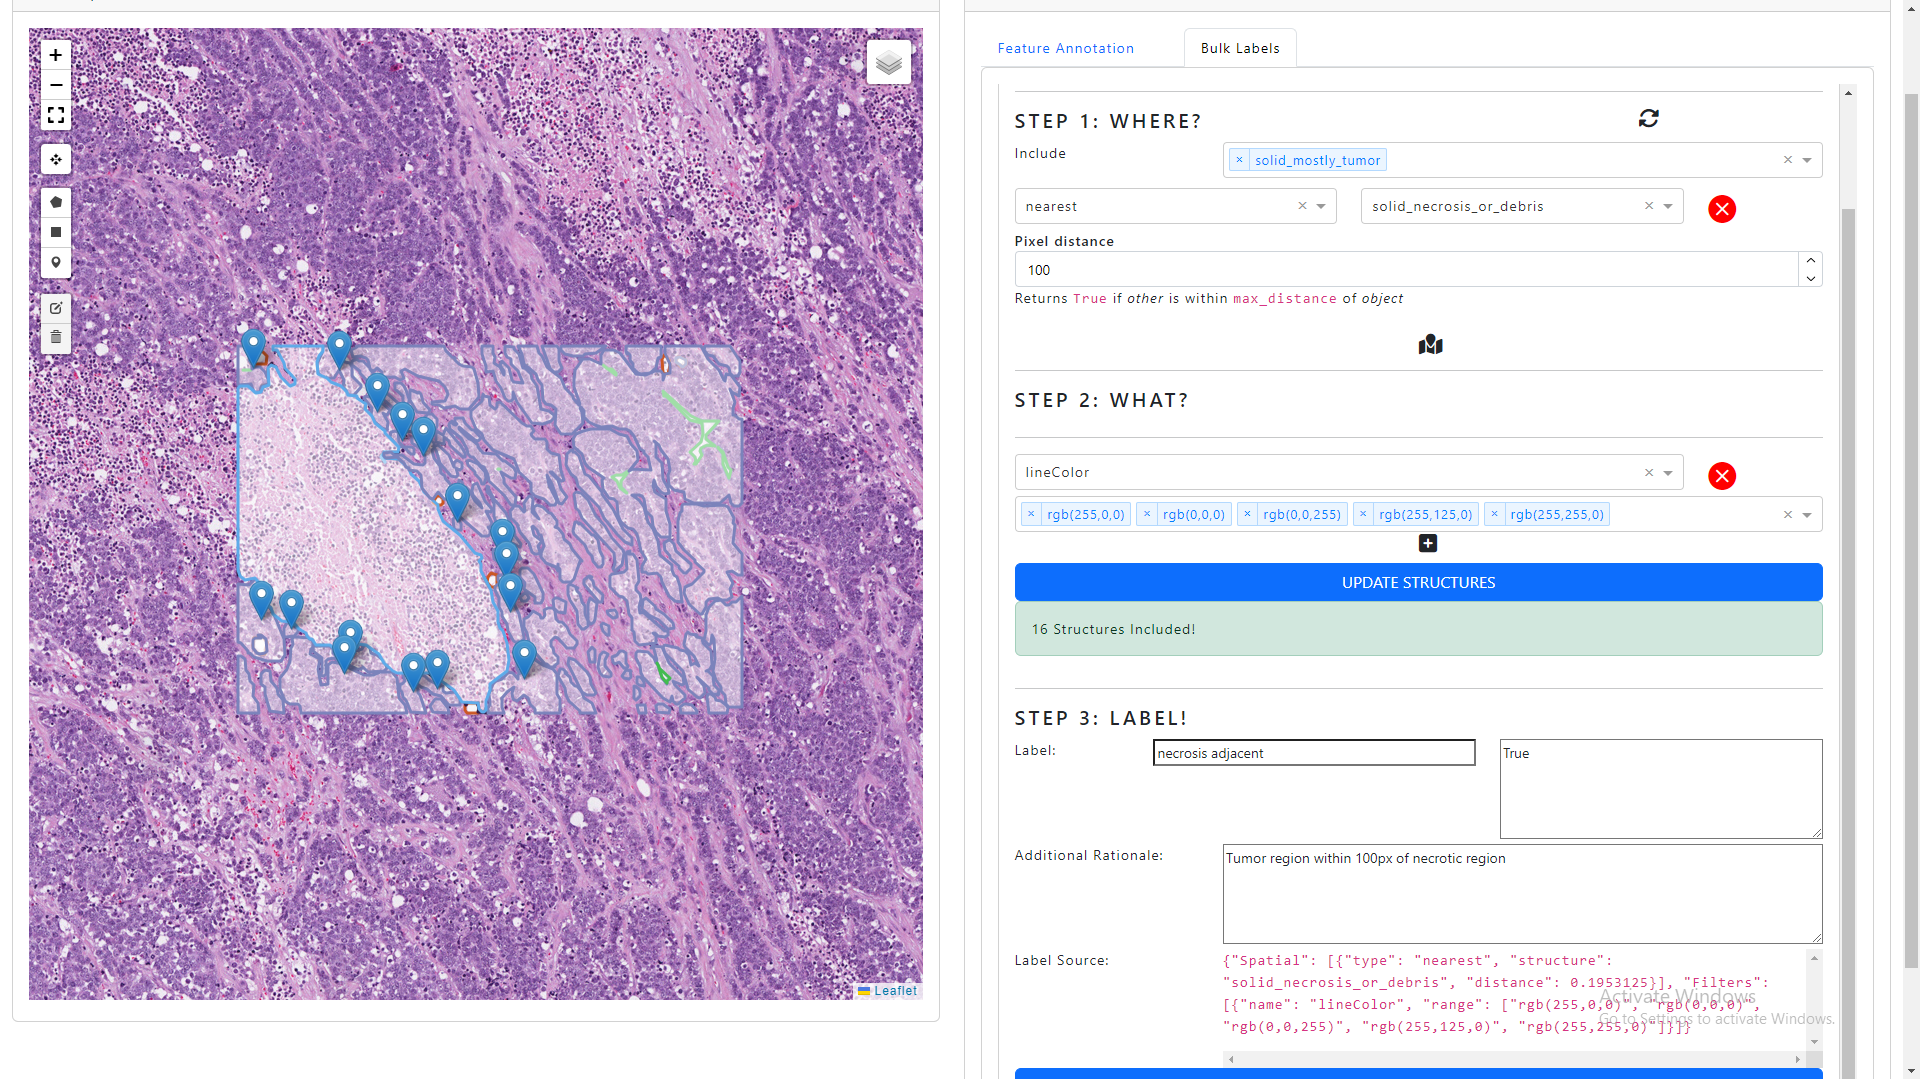 +
−
Leaflet
Feature Annotation
Bulk Labels
STEP 1: WHERE?
Include
× solid_mostly_tumor
nearest
solid_necrosis_or_debris
Pixel distance
100
Returns True if other is within max_distance of object
STEP 2: WHAT?
lineColor
× rgb(255,0,0) × rgb(0,0,0) × rgb(0,0,255) × rgb(255,125,0) × rgb(255,255,0)
UPDATE STRUCTURES
16 Structures Included!
STEP 3: LABEL!
Label:
necrosis adjacent
True
Additional Rationale:
Tumor region within 100px of necrotic region
Label Source:
{"Spatial": [{"type": "nearest", "structure":
"solid_necrosis_or_debris", "distance": 0.1953125}], "Filters":
[{"name": "lineColor", "range": ["rgb(255,0,0)", "rgb(0,0,0)",
"rgb(0,0,255)", "rgb(255,125,0)", "rgb(255,255,0)"]}]}
Activate Windows
Go to Settings to activate Windows.